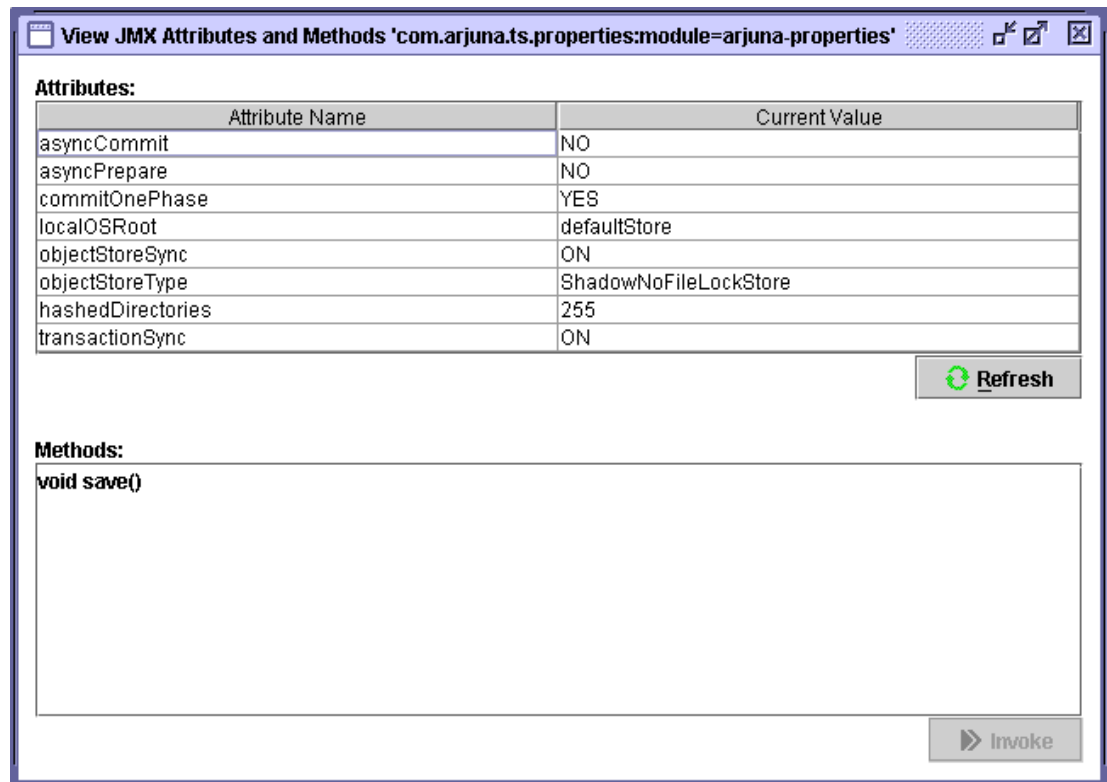 View JMX Attributes and Methods 'com.arjuna.ts.properties:module=arjuna-properties'
Attributes:
Attribute Name Current Value
asyncCommit NO
asyncPrepare NO
commitOnePhase YES
localOSRoot defaultStore
objectStoreSync ON
objectStoreType ShadowNoFileLockStore
hashedDirectories 255
transactionSync ON
Refresh
Methods:
void save()
Invoke